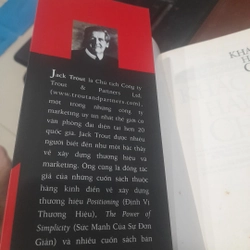 Jack Trout là Chủ tịch Công ty
Trout & Partners Ltd.
(www.troutandpartners.com),
một trong những công ty
marketing uy tín nhất thế giới có
văn phòng đại diện tại hơn 20
quốc gia. Jack Trout được nhiều
người biết đến như một bậc thầy
về xây dựng thương hiệu và
marketing. Ông cũng là đồng tác
giả của những cuốn sách thuộc
hàng kinh điển về xây dựng
thương hiệu Positioning (Định Vị
Thương Hiệu), The Power of
Simplicity (Sức Mạnh Của Sự Đơn
Giản) và nhiều cuốn sách bán